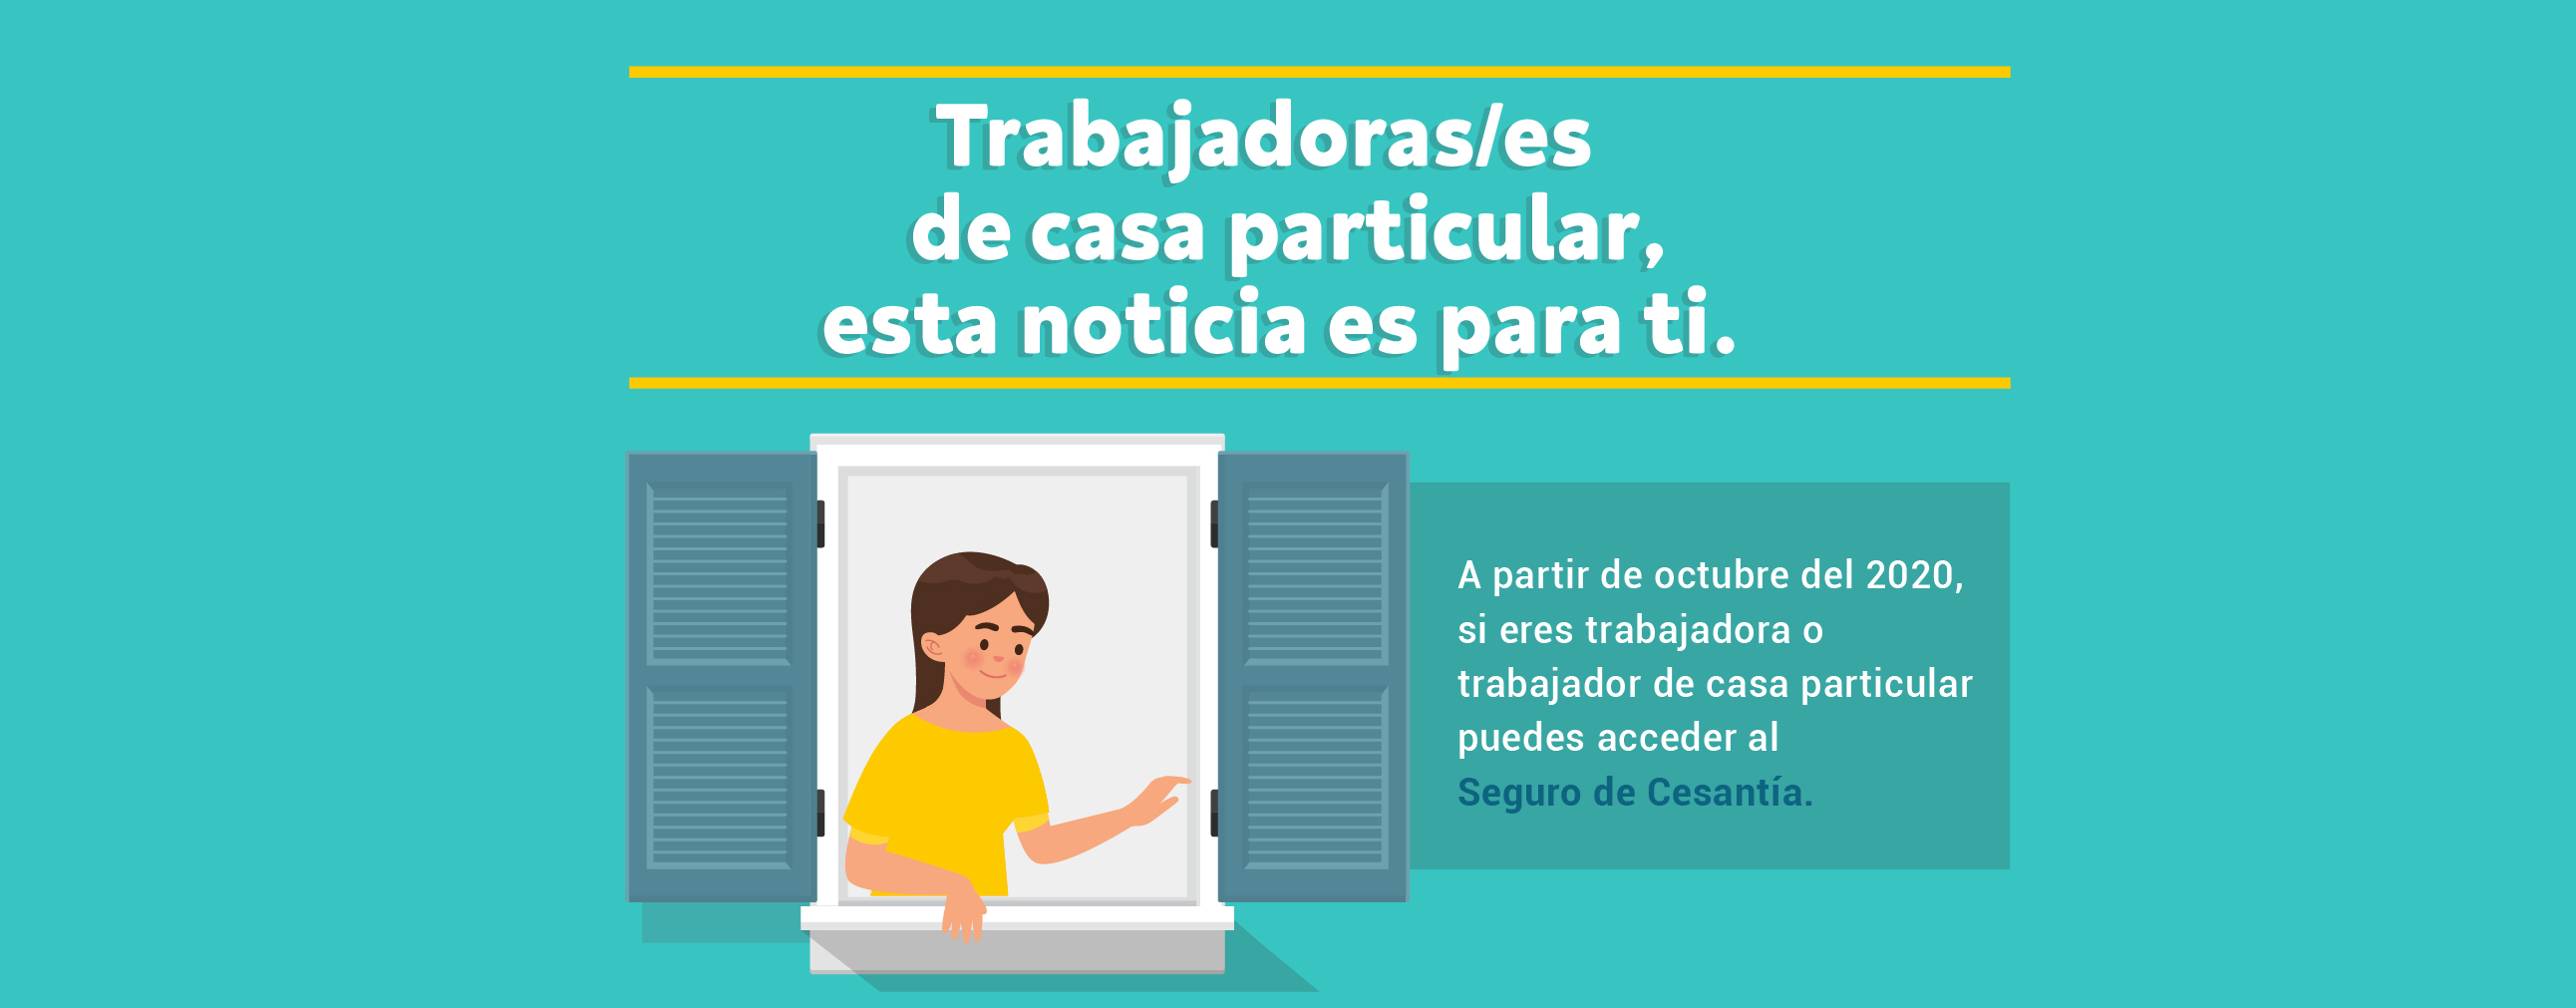 Trabajadoras/es
de casa particular,
esta noticia es para ti.
A partir de octubre del 2020,
si eres trabajadora o
trabajador de casa particular
puedes acceder al
Seguro de Cesantía.